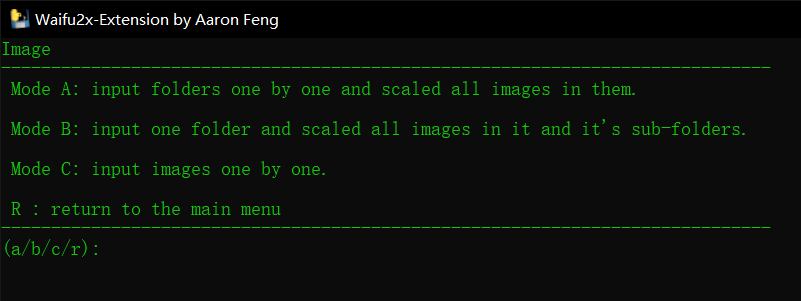 Waifu2x-Extension by Aaron Feng
Image
Mode A: input folders one by one and scaled all images in them.
Mode B: input one folder and scaled all images in it and it's sub-folders.
Mode C: input images one by one.
R : return to the main menu
(a/b/c/r):